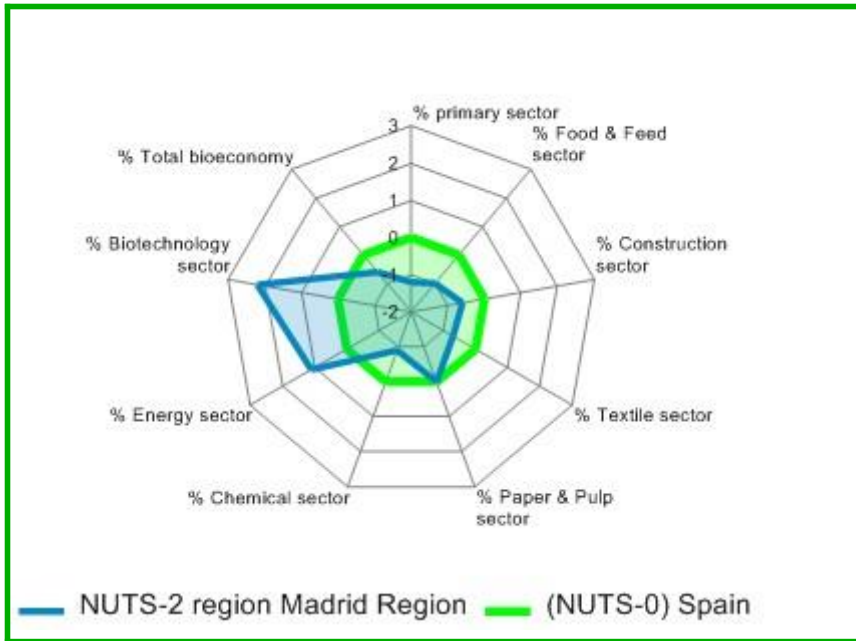 % primary sector
3
% Food & Feed
sector
% Total bioeconomy
2
1
% Biotechnology
sector
0
% Construction
sector
-1
-2
% Energy sector
% Textile sector
% Chemical sector
% Paper & Pulp
sector
NUTS-2 region Madrid Region
(NUTS-0) Spain